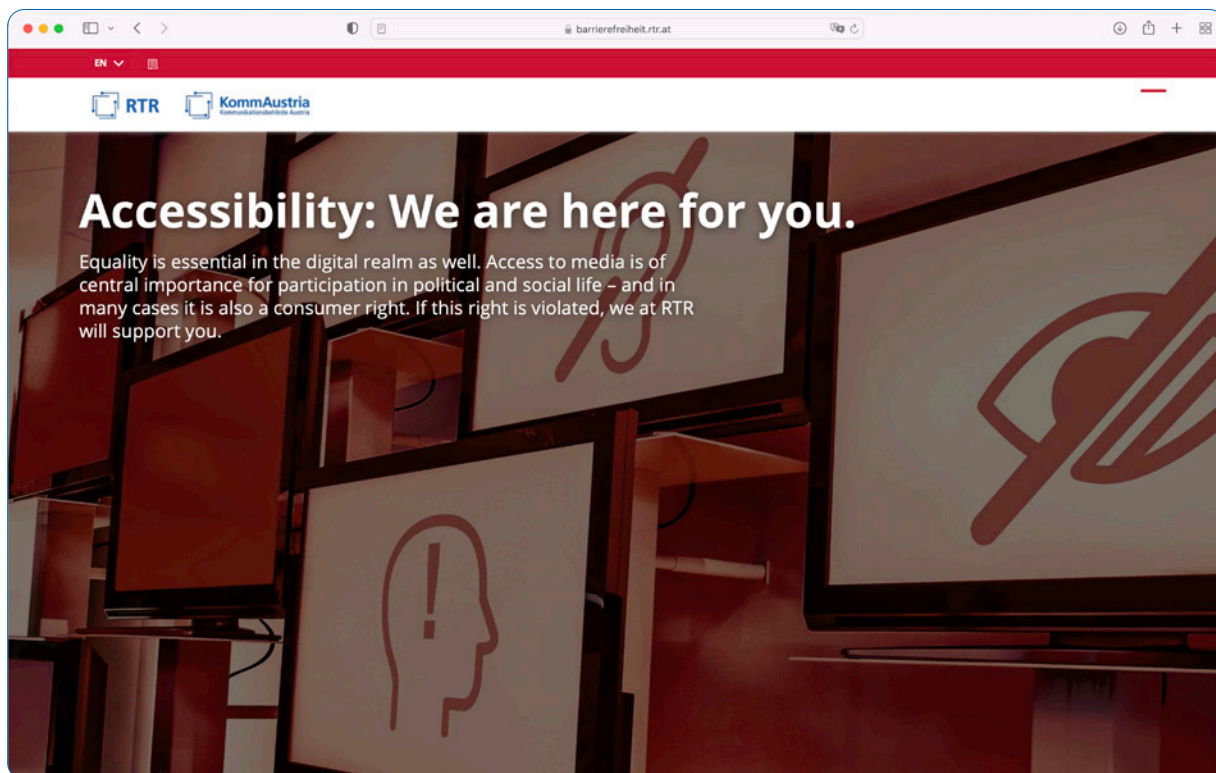 barrierefreiheit.rtr.at
EN
RTR
KommAustria
Kommunikationsbehörde Austria
Accessibility: We are here for you.
Equality is essential in the digital realm as well. Access to media is of
central importance for participation in political and social life – and in
many cases it is also a consumer right. If this right is violated, we at RTR
will support you.
!